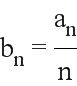 bₙ = aₙ/n